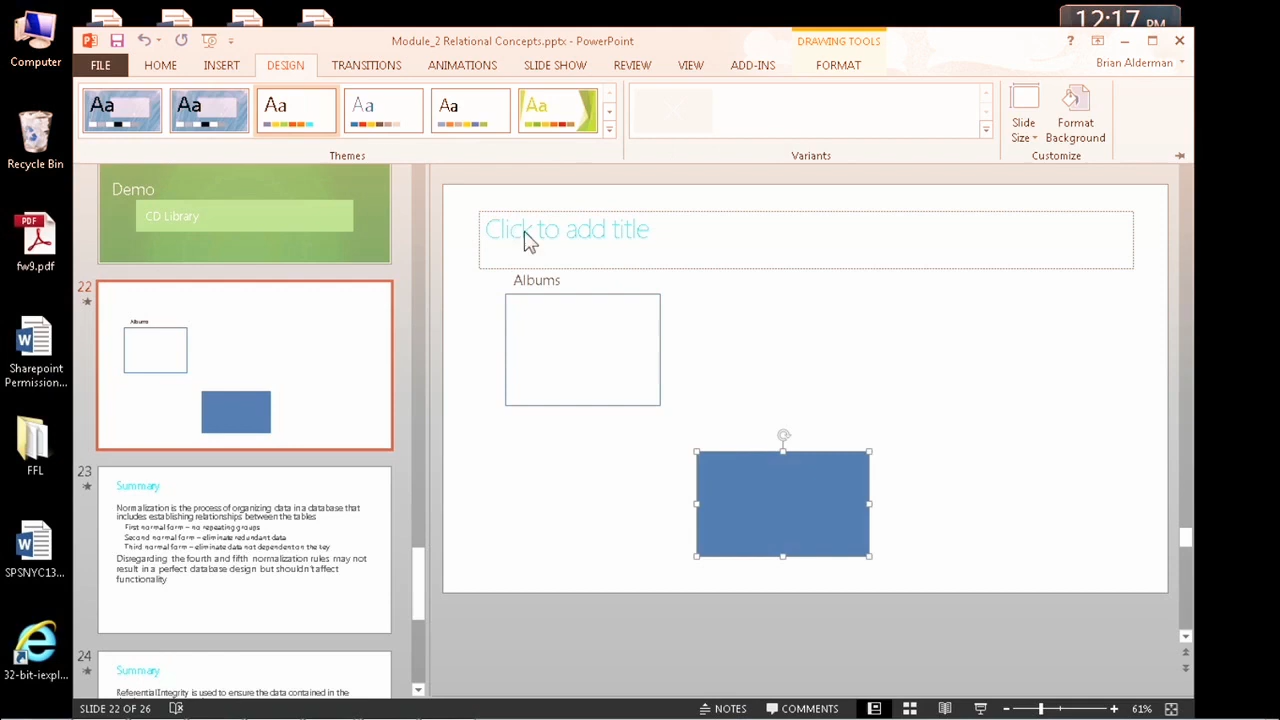 12:17 PM
Module_2 Relational Concepts.pptx - PowerPoint
DRAWING TOOLS
?
FILE
HOME
INSERT
DESIGN
TRANSITIONS
ANIMATIONS
SLIDE SHOW
REVIEW
VIEW
ADD-INS
FORMAT
Brian Alderman
Aa
Aa
Aa
Aa
Aa
Aa
Slide
Size
Format
Background
Themes
Variants
Customize
Computer
Recycle Bin
PDF
fw9.pdf
Sharepoint
Permission...
FFL
SPSNYC13...
32-bit-iexpl...
Demo
CD Library
22
Albums
23
Summary
Normalization is the process of organizing data in a database that
includes establishing relationships between the tables
First normal form – no repeating groups
Second normal form – eliminate redundant data
Third normal form – eliminate data not dependent on the key
Disregarding the fourth and fifth normalization rules may not
result in a perfect database design but shouldn't affect
functionality
24
Summary
Referential Integrity is used to ensure the data contained in the
Click to add title
Albums
SLIDE 22 OF 26
NOTES
COMMENTS
61%